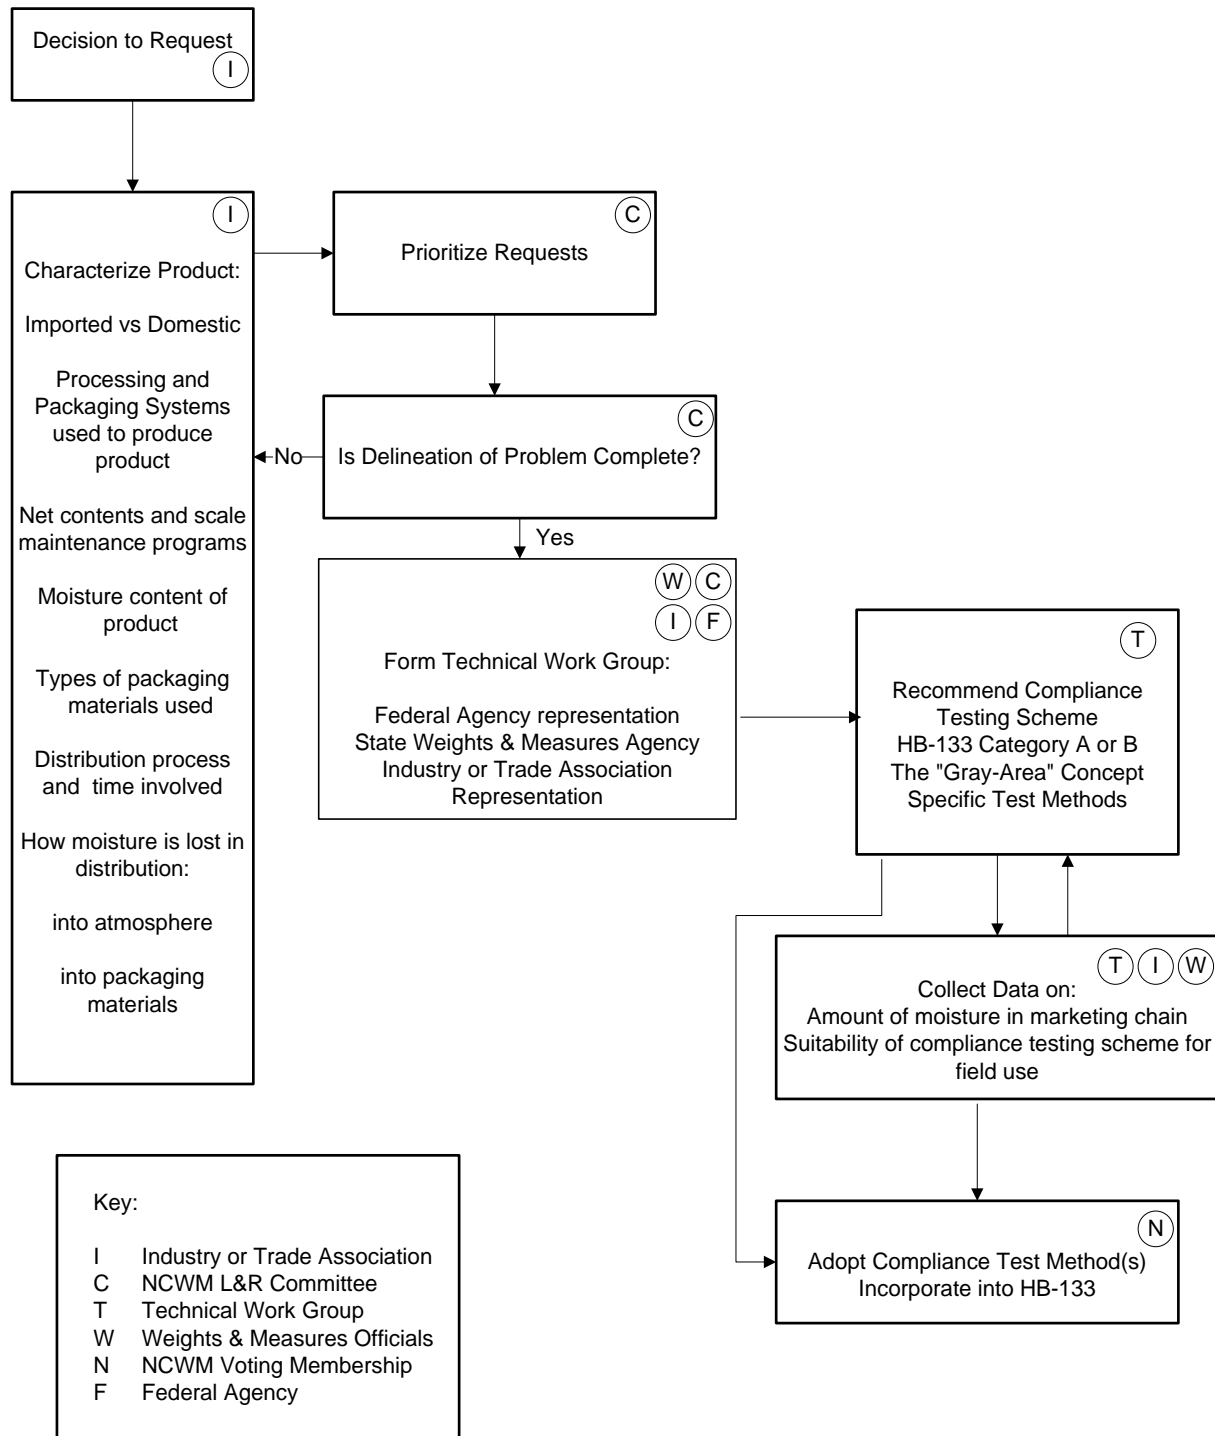 Decision to Request
I
I
Characterize Product:
Imported vs Domestic
Processing and
Packaging Systems
used to produce
product
Net contents and scale
maintenance programs
Moisture content of
product
Types of packaging
materials used
Distribution process
and time involved
How moisture is lost in
distribution:
into atmosphere
into packaging
materials
C
Prioritize Requests
C
Is Delineation of Problem Complete?
No
Yes
W C
I F
Form Technical Work Group:
Federal Agency representation
State Weights & Measures Agency
Industry or Trade Association
Representation
T
Recommend Compliance
Testing Scheme
HB-133 Category A or B
The "Gray-Area" Concept
Specific Test Methods
T I W
Collect Data on:
Amount of moisture in marketing chain
Suitability of compliance testing scheme for
field use
N
Adopt Compliance Test Method(s)
Incorporate into HB-133
Key:
I Industry or Trade Association
C NCWM L&R Committee
T Technical Work Group
W Weights & Measures Officials
N NCWM Voting Membership
F Federal Agency